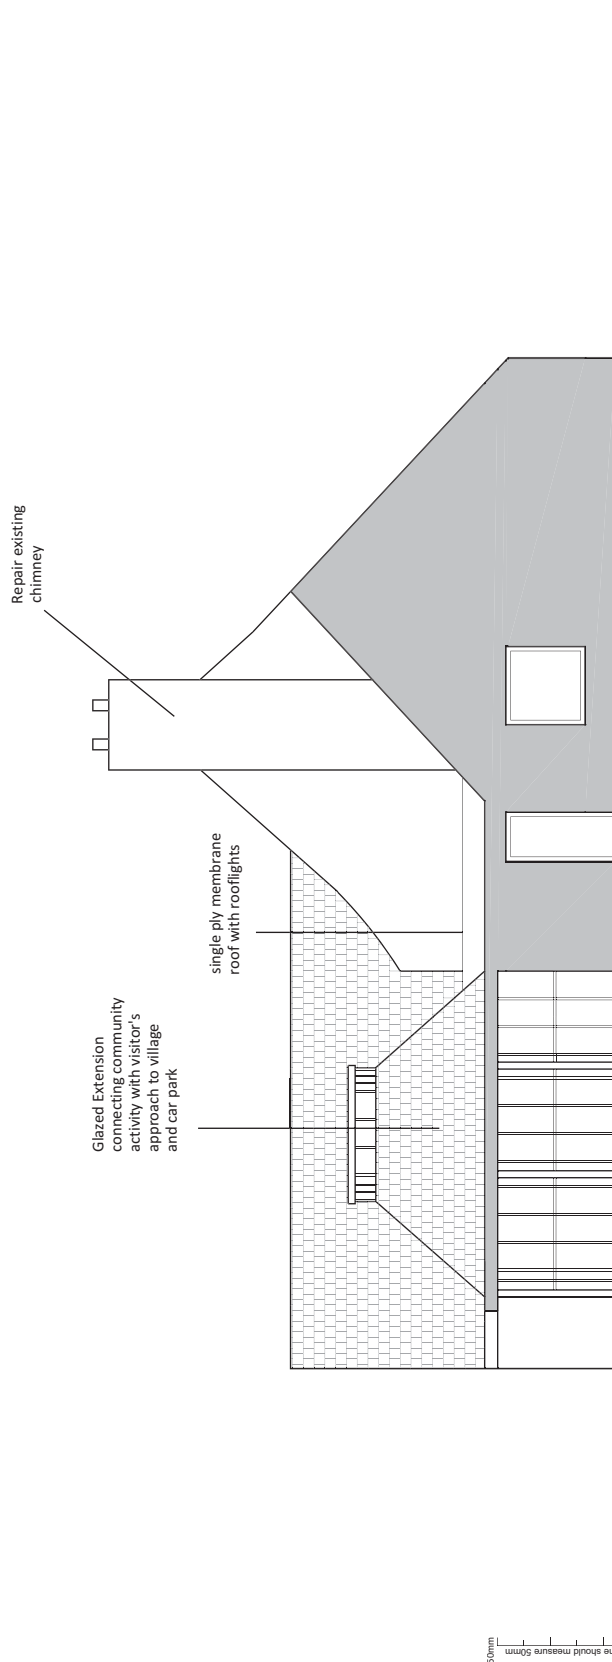 Repair existing
chimney
single ply membrane
roof with rooflights
Glazed Extension
connecting community
activity with visitor's
approach to village
and car park
should measure 50mm